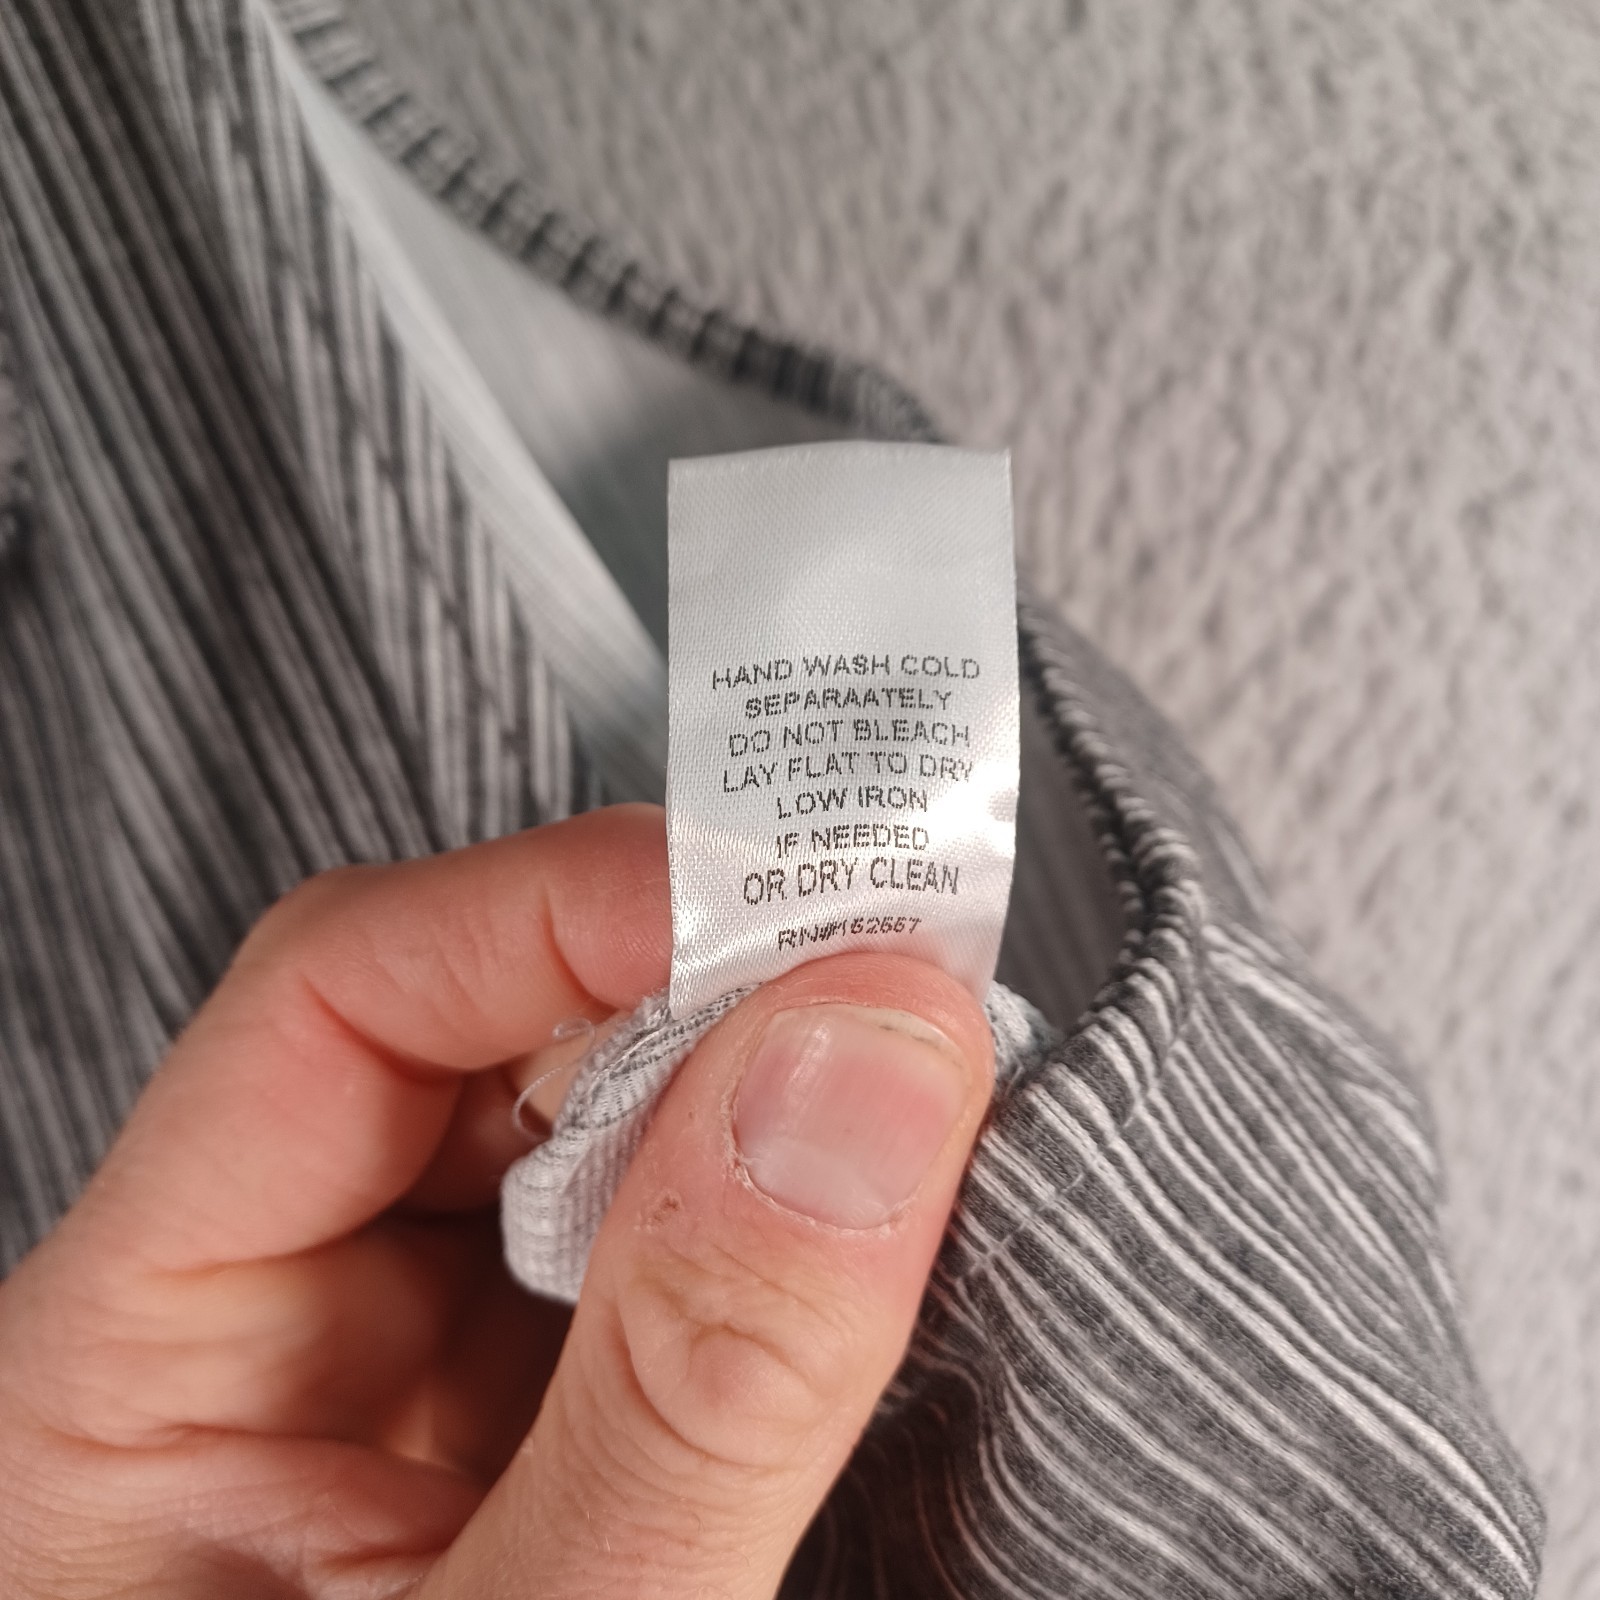 HAND WASH COLD
SEPARAATELY
DO NOT BLEACH
LAY FLAT TO DRY
LOW IRON
IF NEEDED
OR DRY CLEAN